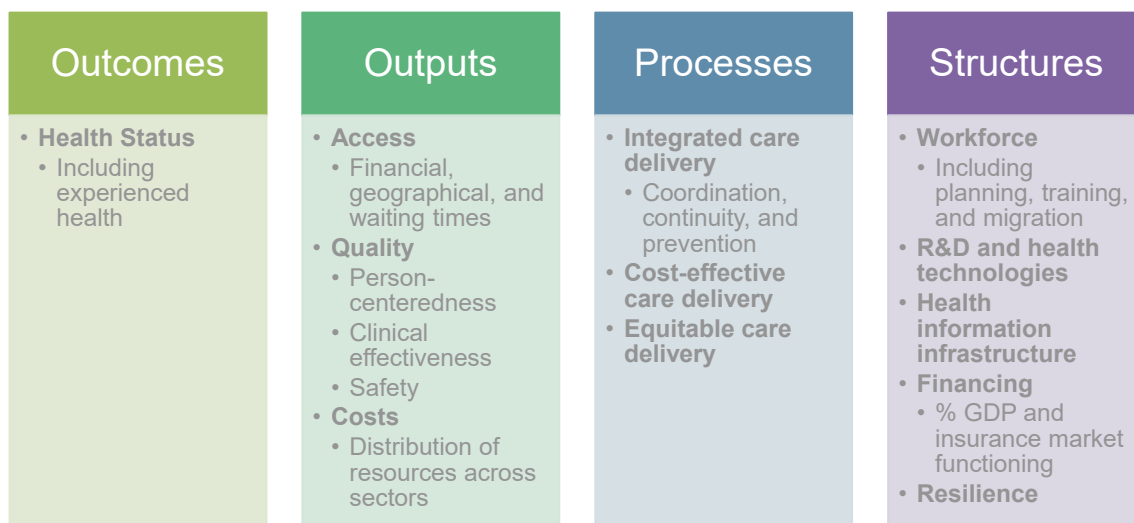 Outcomes
• Health Status
• Including
experienced
health
Outputs
• Access
• Financial,
geographical, and
waiting times
• Quality
• Person-
centeredness
• Clinical
effectiveness
• Safety
• Costs
• Distribution of
resources across
sectors
Processes
• Integrated care
delivery
• Coordination,
continuity, and
prevention
• Cost-effective
care delivery
• Equitable care
delivery
Structures
• Workforce
• Including
planning, training,
and migration
• R&D and health
technologies
• Health
information
infrastructure
• Financing
• % GDP and
insurance market
functioning
• Resilience